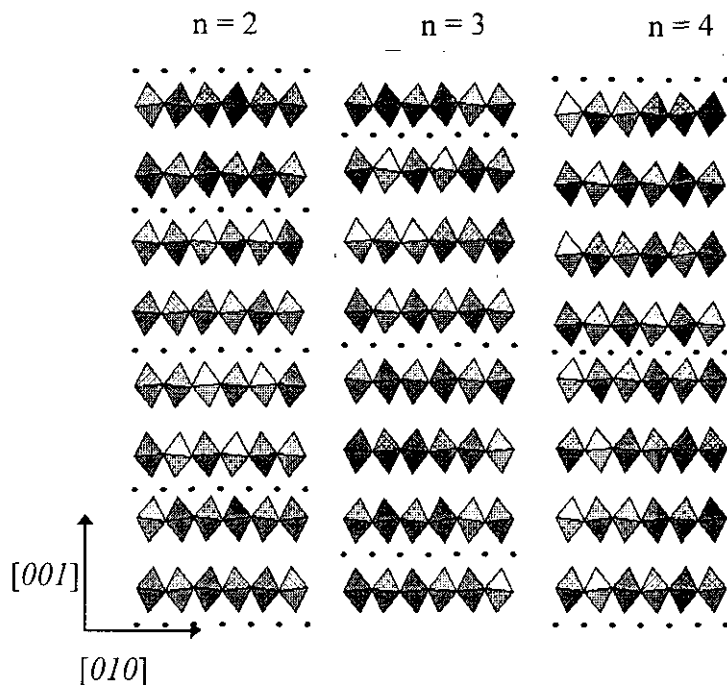 n = 2 n = 3 n = 4
[001]
[010]